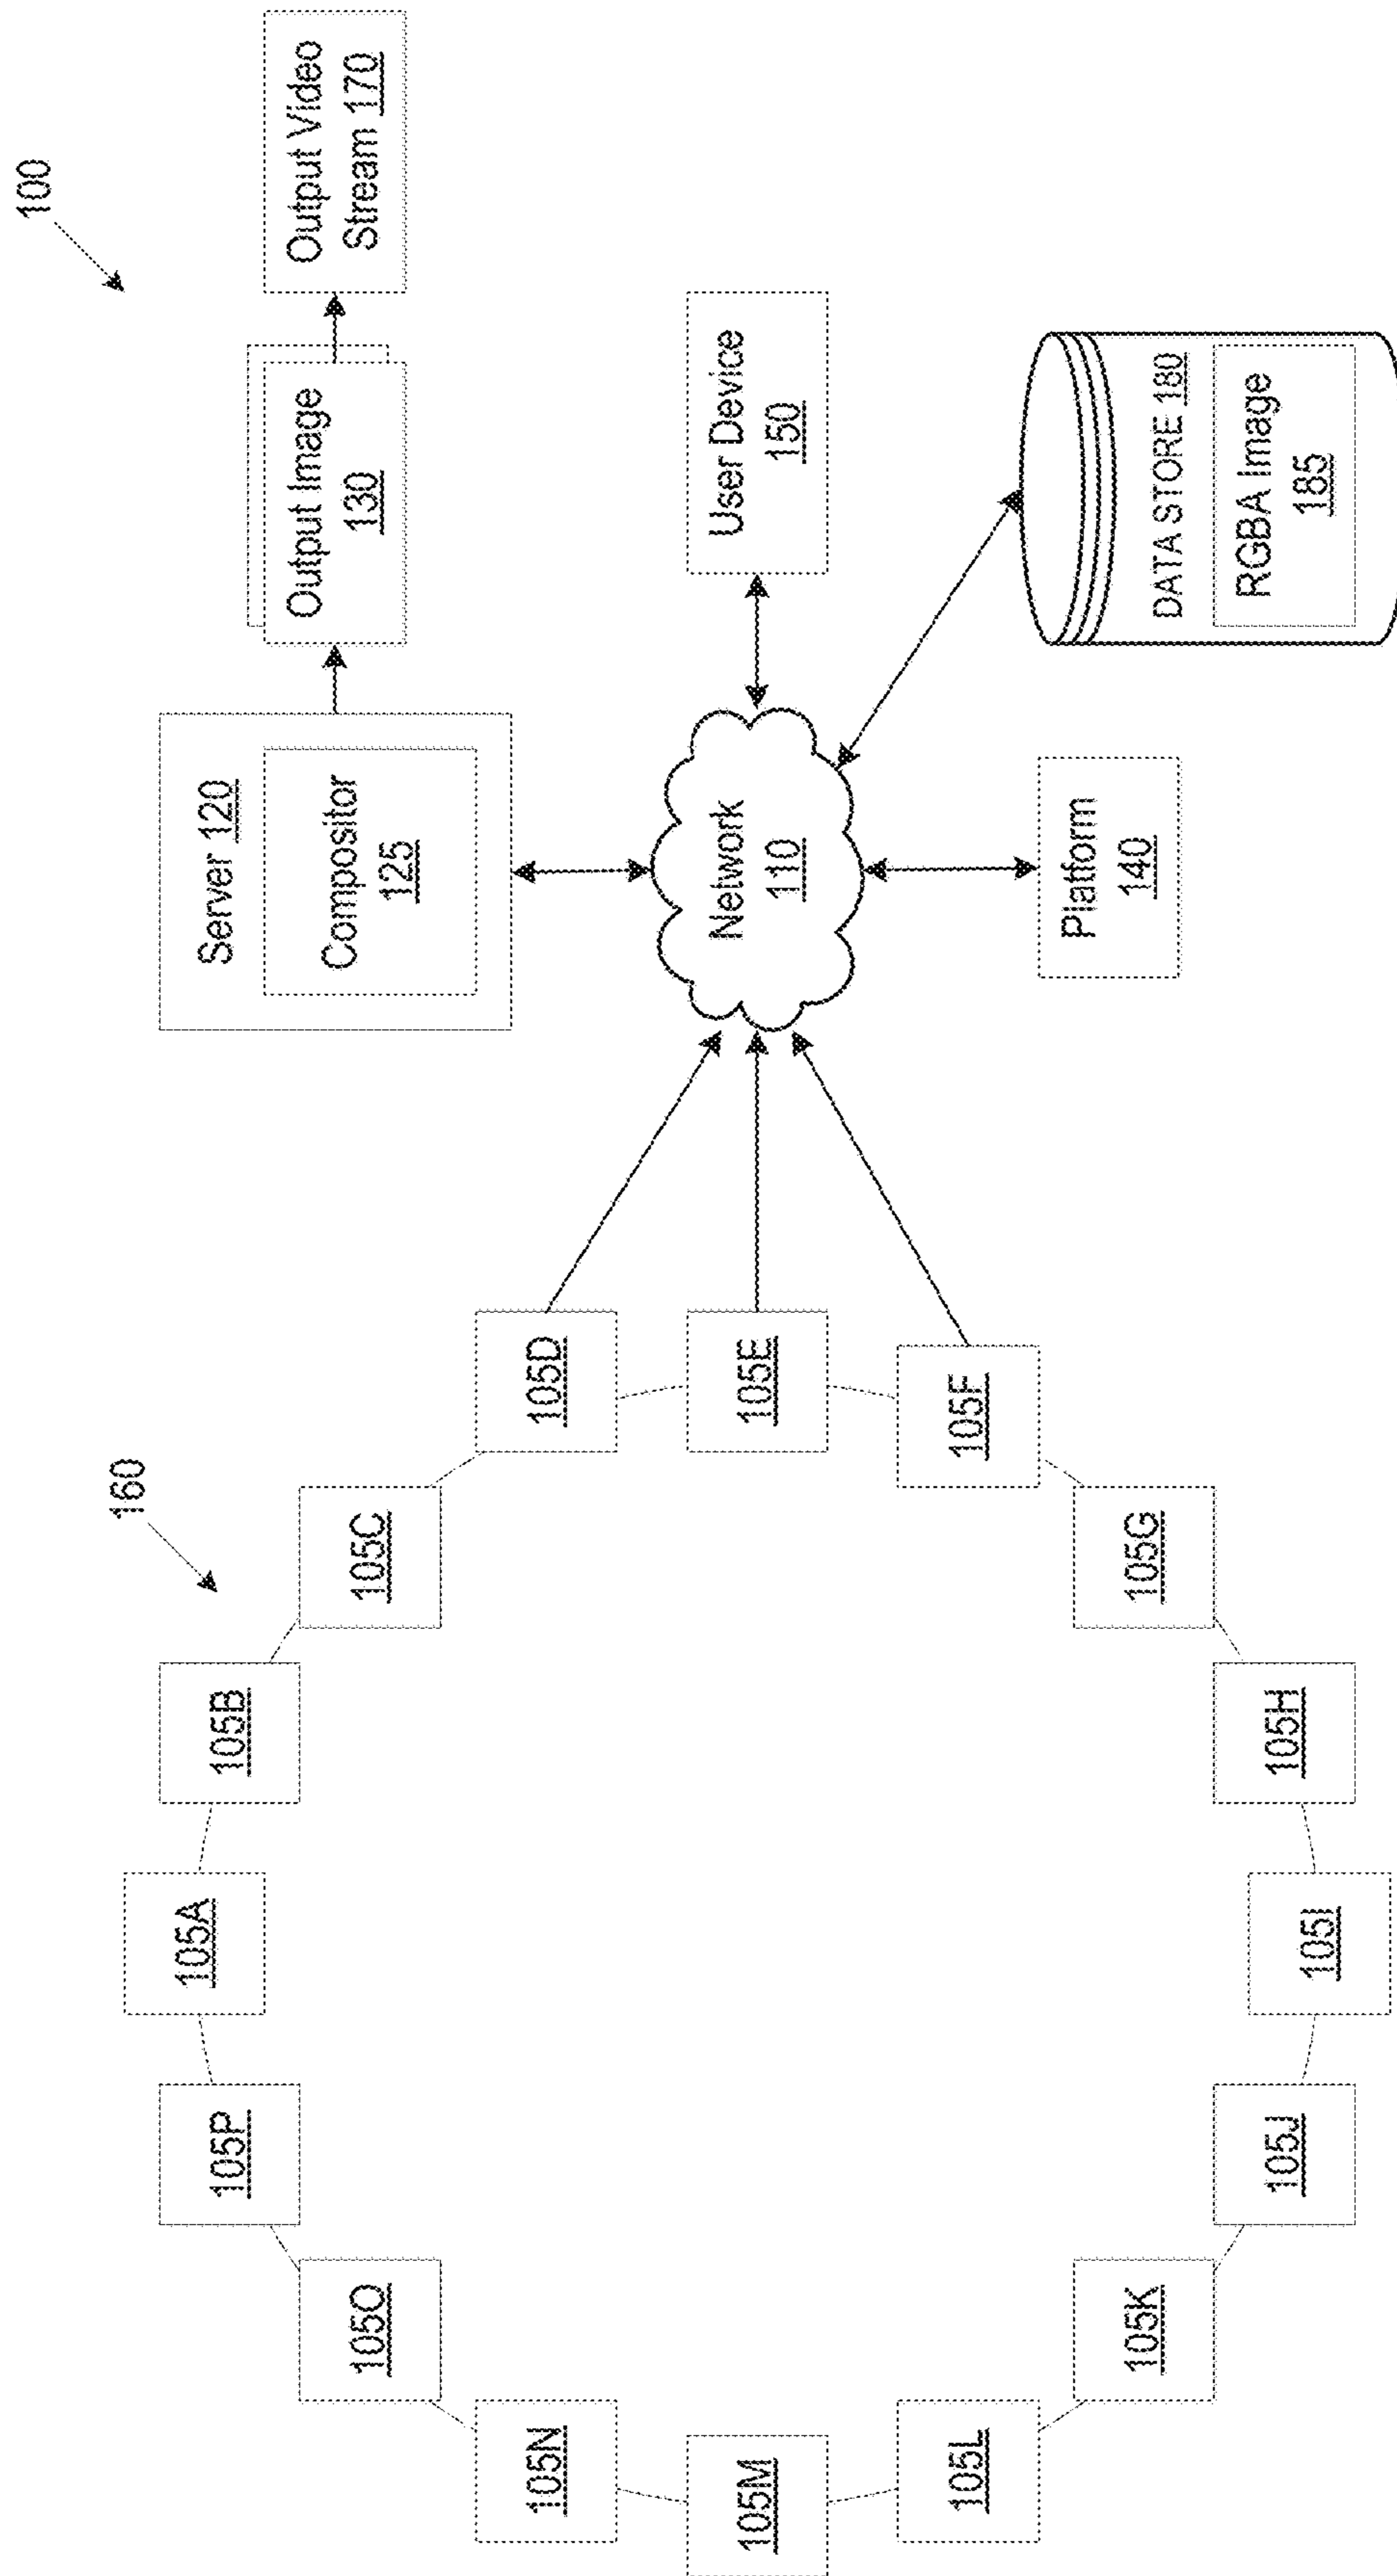 100
160
105A
105B
105C
105D
105E
105F
105G
105H
105I
105J
105K
105L
105M
105N
105O
105P
Server 120
Compositor
125
Output Image
130
Output Video
Stream 170
Network
110
User Device
150
Platform
140
DATA STORE 180
RGBA Image
185